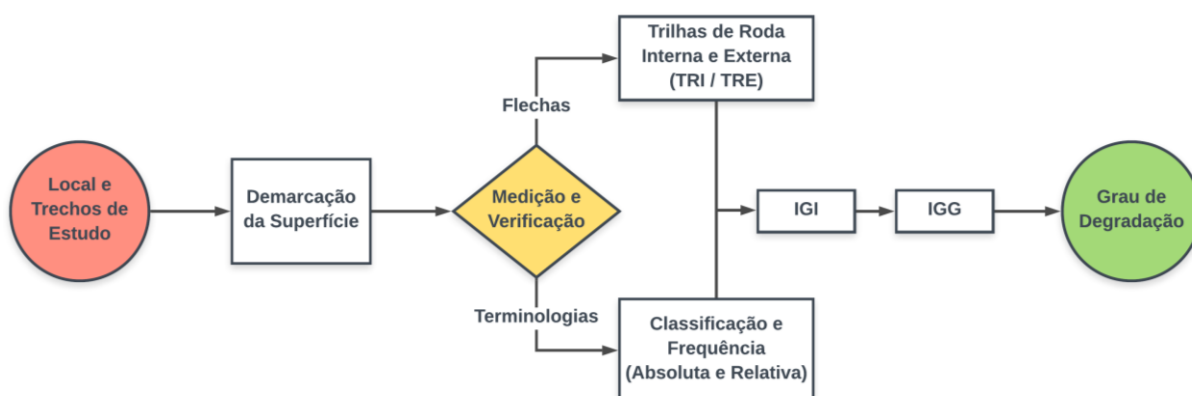 Local e
Trechos de
Estudo
Demarcação
da Superfície
Medição e
Verificação
Flechas
Trilhas de Roda
Interna e Externa
(TRI / TRE)
Terminologias
Classificação e
Frequência
(Absoluta e Relativa)
IGI
IGG
Grau de
Degradação